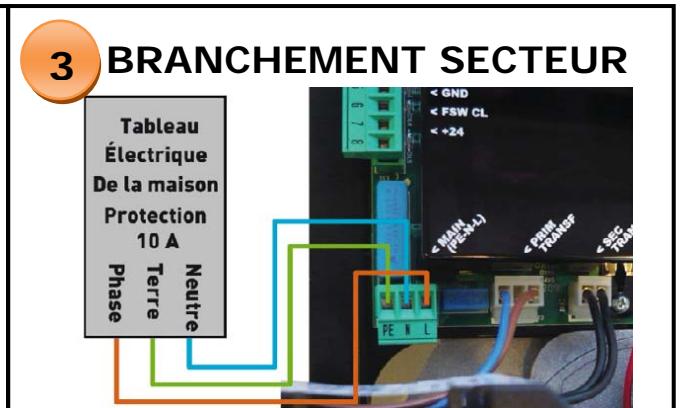 3 BRANCHEMENT SECTEUR
Tableau
Électrique
De la maison
Protection
10 A
Phase
Terre
Neutre
6
7
8
< GND
< FSW CL
< +24
< MAIN
(PE-N-L)
< PRIM
TRANSF
< SEC
TRAN
PE N L